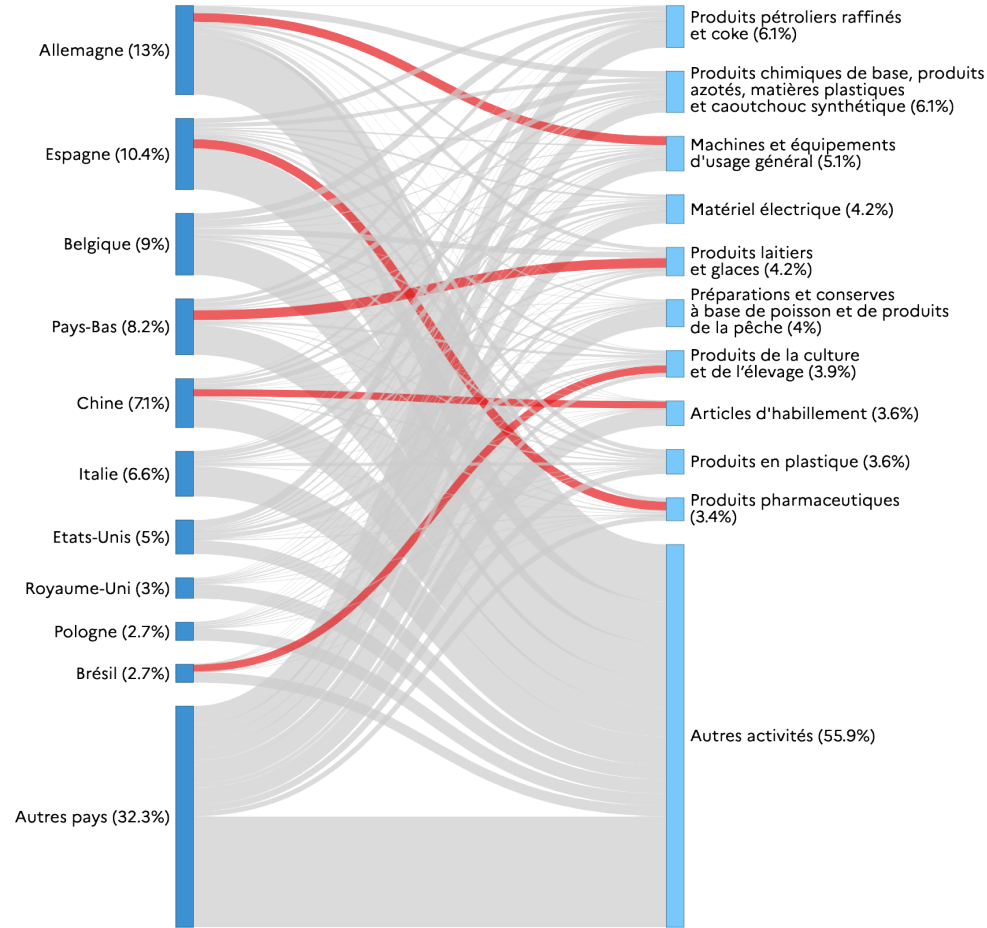 Allemagne (13%)
Espagne (10.4%)
Belgique (9%)
Pays-Bas (8.2%)
Chine (7.1%)
Italie (6.6%)
Etats-Unis (5%)
Royaume-Uni (3%)
Pologne (2.7%)
Brésil (2.7%)
Autres pays (32.3%)
Produits pétroliers raffinés
et coke (6.1%)
Produits chimiques de base, produits
azotés, matières plastiques
et caoutchouc synthétique (6.1%)
Machines et équipements
d'usage général (5.1%)
Matériel électrique (4.2%)
Produits laitiers
et glaces (4.2%)
Préparations et conserves
à base de poisson et de produits
de la pêche (4%)
Produits de la culture
et de l’élevage (3.9%)
Articles d'habillement (3.6%)
Produits en plastique (3.6%)
Produits pharmaceutiques
(3.4%)
Autres activités (55.9%)